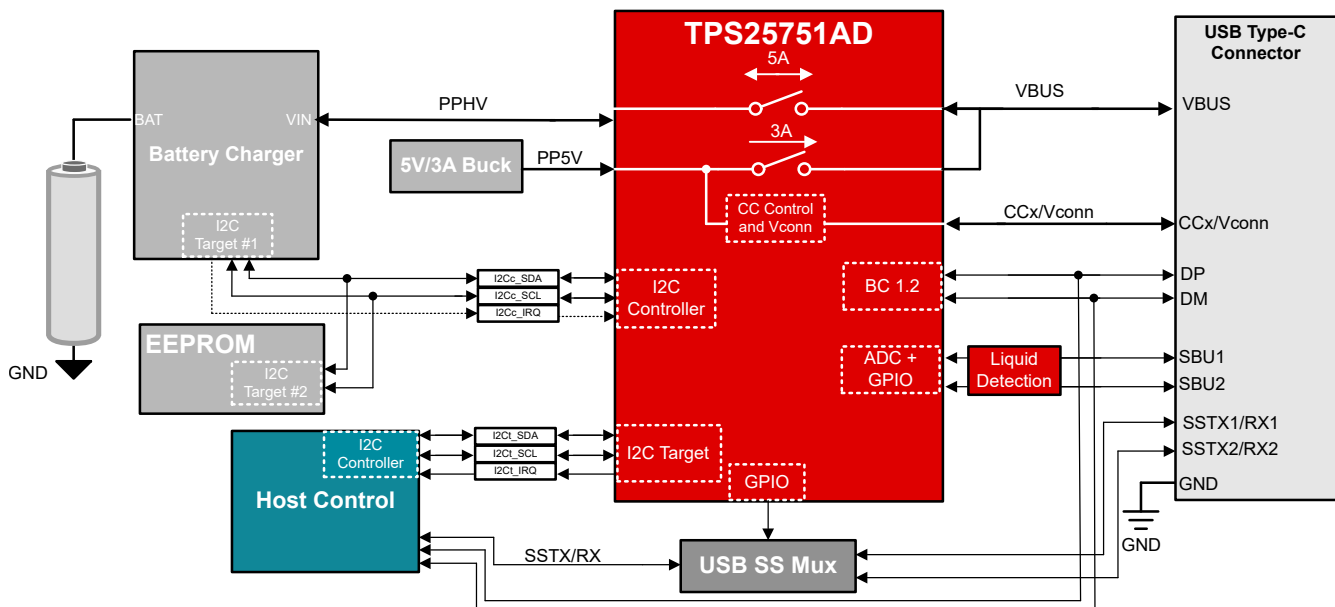 TPS25751AD
USB Type-C
Connector
5A
PPHV
VBUS
VBUS
BAT
VIN
Battery Charger
3A
5V/3A Buck
PP5V
CC Control
and Vconn
CCx/Vconn
CCx/Vconn
I2C
Target #1
I2Cc_SDA
I2Cc_SCL
I2Cc_IRQ
I2C
Controller
BC 1.2
DP
DM
EEPROM
I2C
Target #2
GND
ADC +
GPIO
Liquid
Detection
SBU1
SBU2
I2C
Controller
Host Control
I2Ct_SDA
I2Ct_SCL
I2Ct_IRQ
I2C Target
GPIO
SSTX1/RX1
SSTX2/RX2
GND
GND
SSTX/RX
USB SS Mux